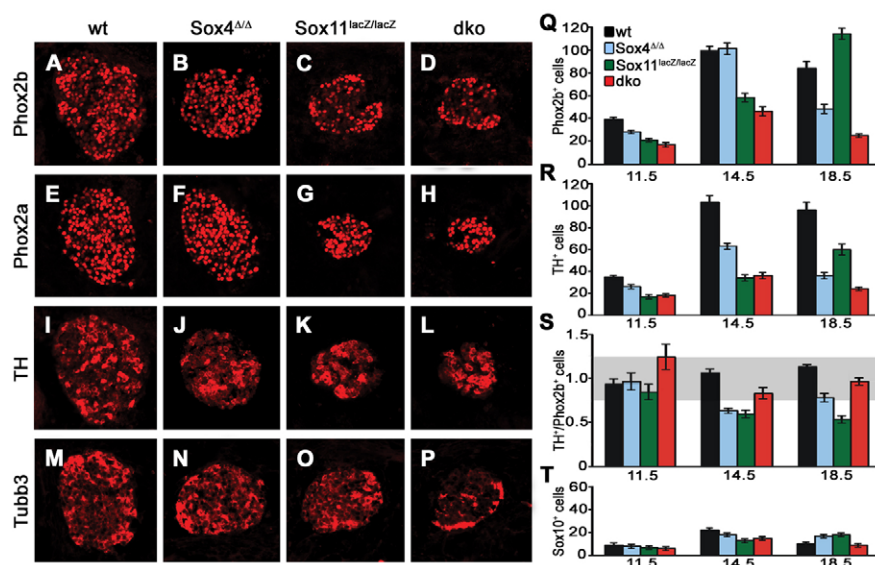 wt Sox4Δ/Δ Sox11lacZ/lacZ dko
Phox2b
A B C D
Phox2a
E F G H
TH
I J K L
Tubb3
M N O P
Q
wt
Sox4Δ/Δ
Sox11lacZ/lacZ
dko
Phox2b+ cells
120
100
80
60
40
20
0
11.5 14.5 18.5
R
TH+ cells
120
100
80
60
40
20
0
11.5 14.5 18.5
S
TH+/Phox2b+ cells
1.5
1.0
0.5
0
11.5 14.5 18.5
T
Sox10+ cells
60
40
20
0
11.5 14.5 18.5